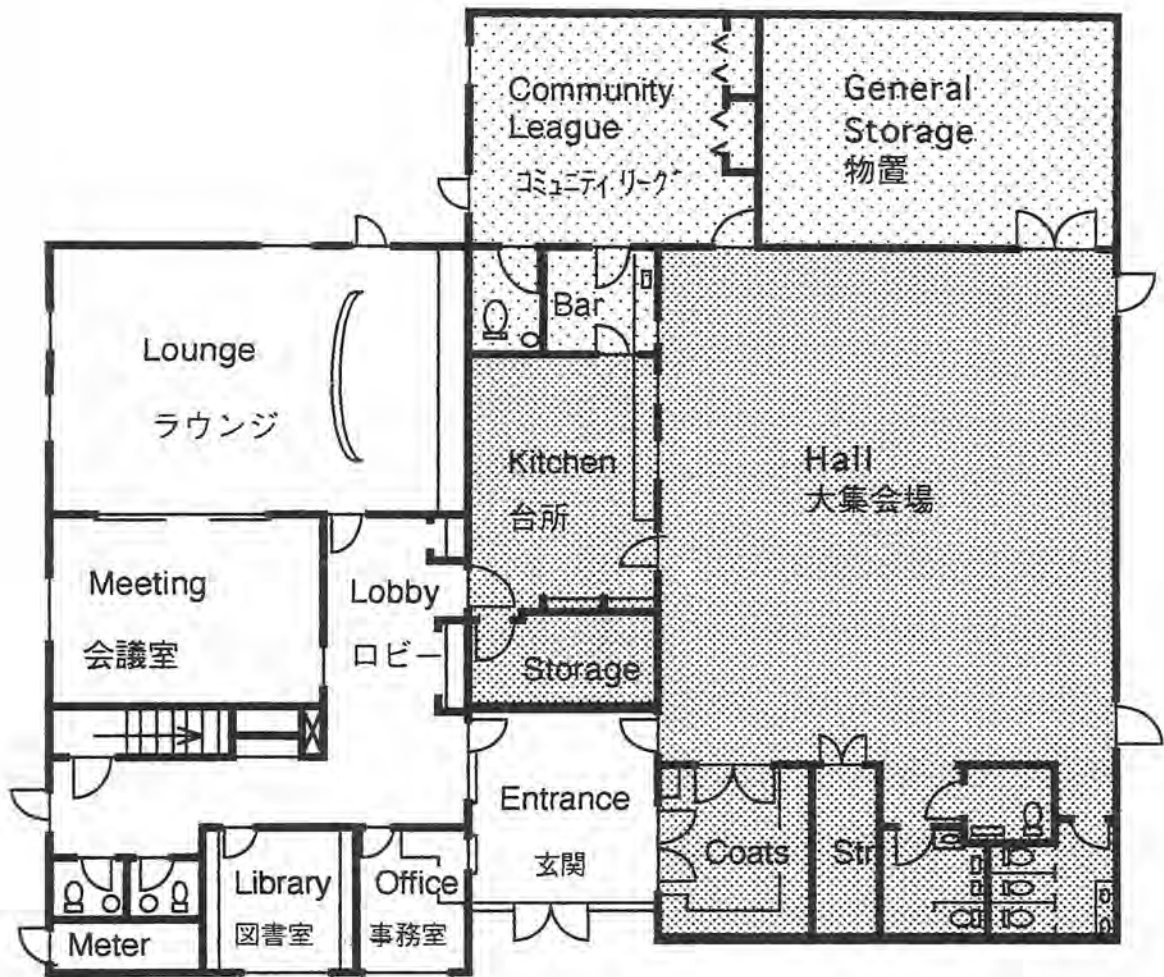 Community
League
コミュニティ リーグ
General
Storage
物置
Lounge
ラウンジ
Bar
Kitchen
台所
Hall
大集会場
Meeting
会議室
Lobby
ロビー
Storage
Entrance
玄関
Coats
Str
Library
図書室
Office
事務室
Meter